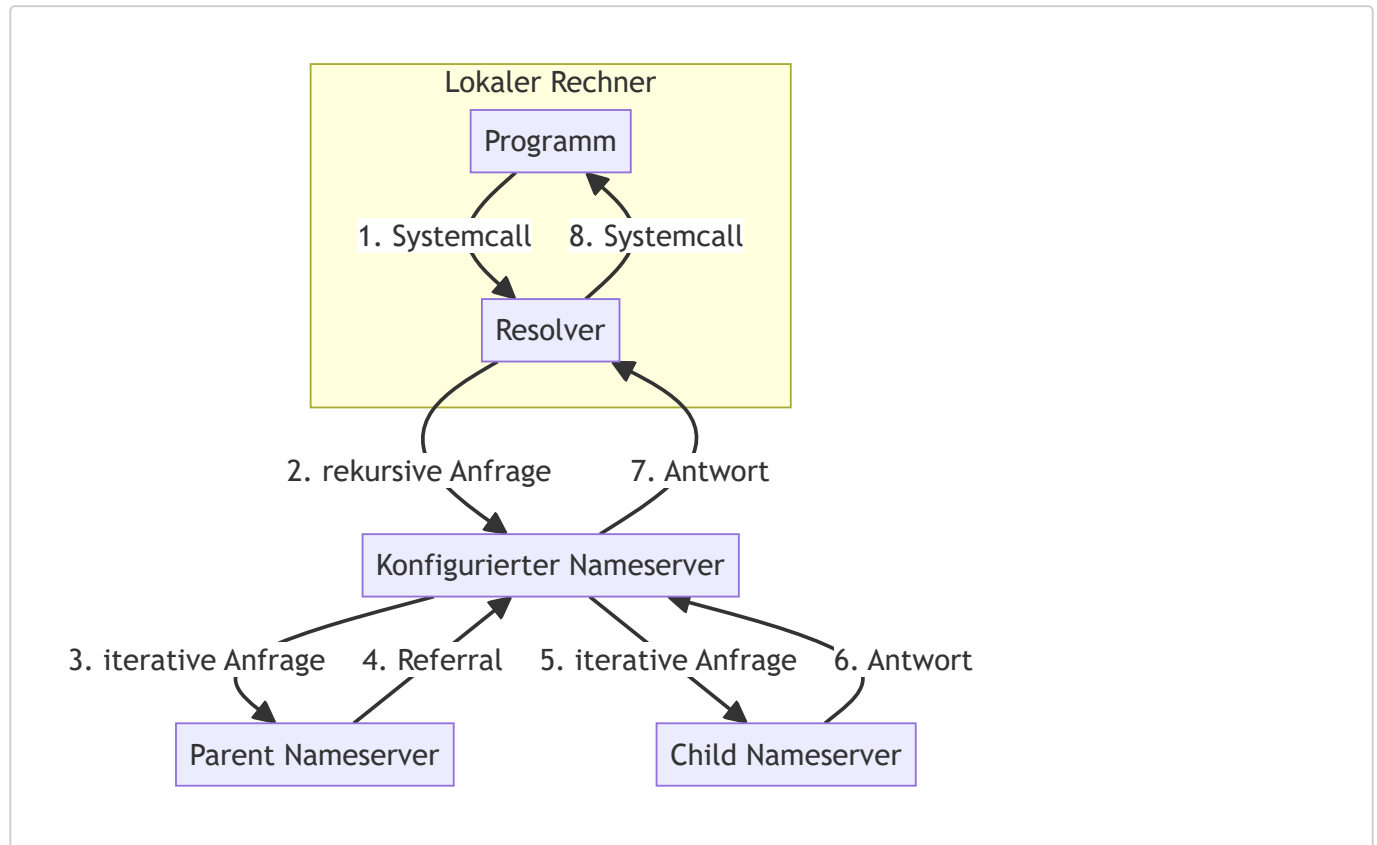 Lokaler Rechner
Programm
1. Systemcall
8. Systemcall
Resolver
2. rekursive Anfrage
7. Antwort
Konfigurierter Nameserver
3. iterative Anfrage
4. Referral
5. iterative Anfrage
6. Antwort
Parent Nameserver
Child Nameserver